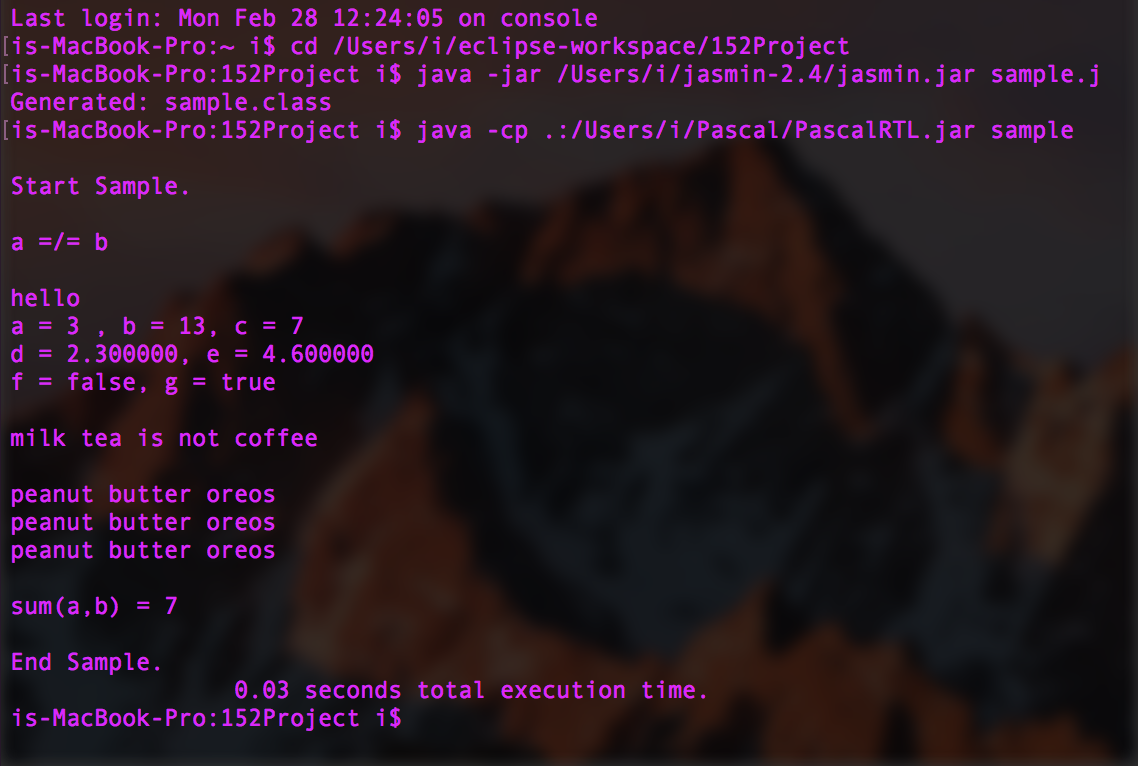 Last login: Mon Feb 28 12:24:05 on console
[is-MacBook-Pro:~ i$ cd /Users/i/eclipse-workspace/152Project
[is-MacBook-Pro:152Project i$ java -jar /Users/i/jasmin-2.4/jasmin.jar sample.j
Generated: sample.class
[is-MacBook-Pro:152Project i$ java -cp .:/Users/i/Pascal/PascalRTL.jar sample
Start Sample.
a =/= b
hello
a = 3 , b = 13, c = 7
d = 2.300000, e = 4.600000
f = false, g = true
milk tea is not coffee
peanut butter oreos
peanut butter oreos
peanut butter oreos
sum(a,b) = 7
End Sample.
0.03 seconds total execution time.
is-MacBook-Pro:152Project i$